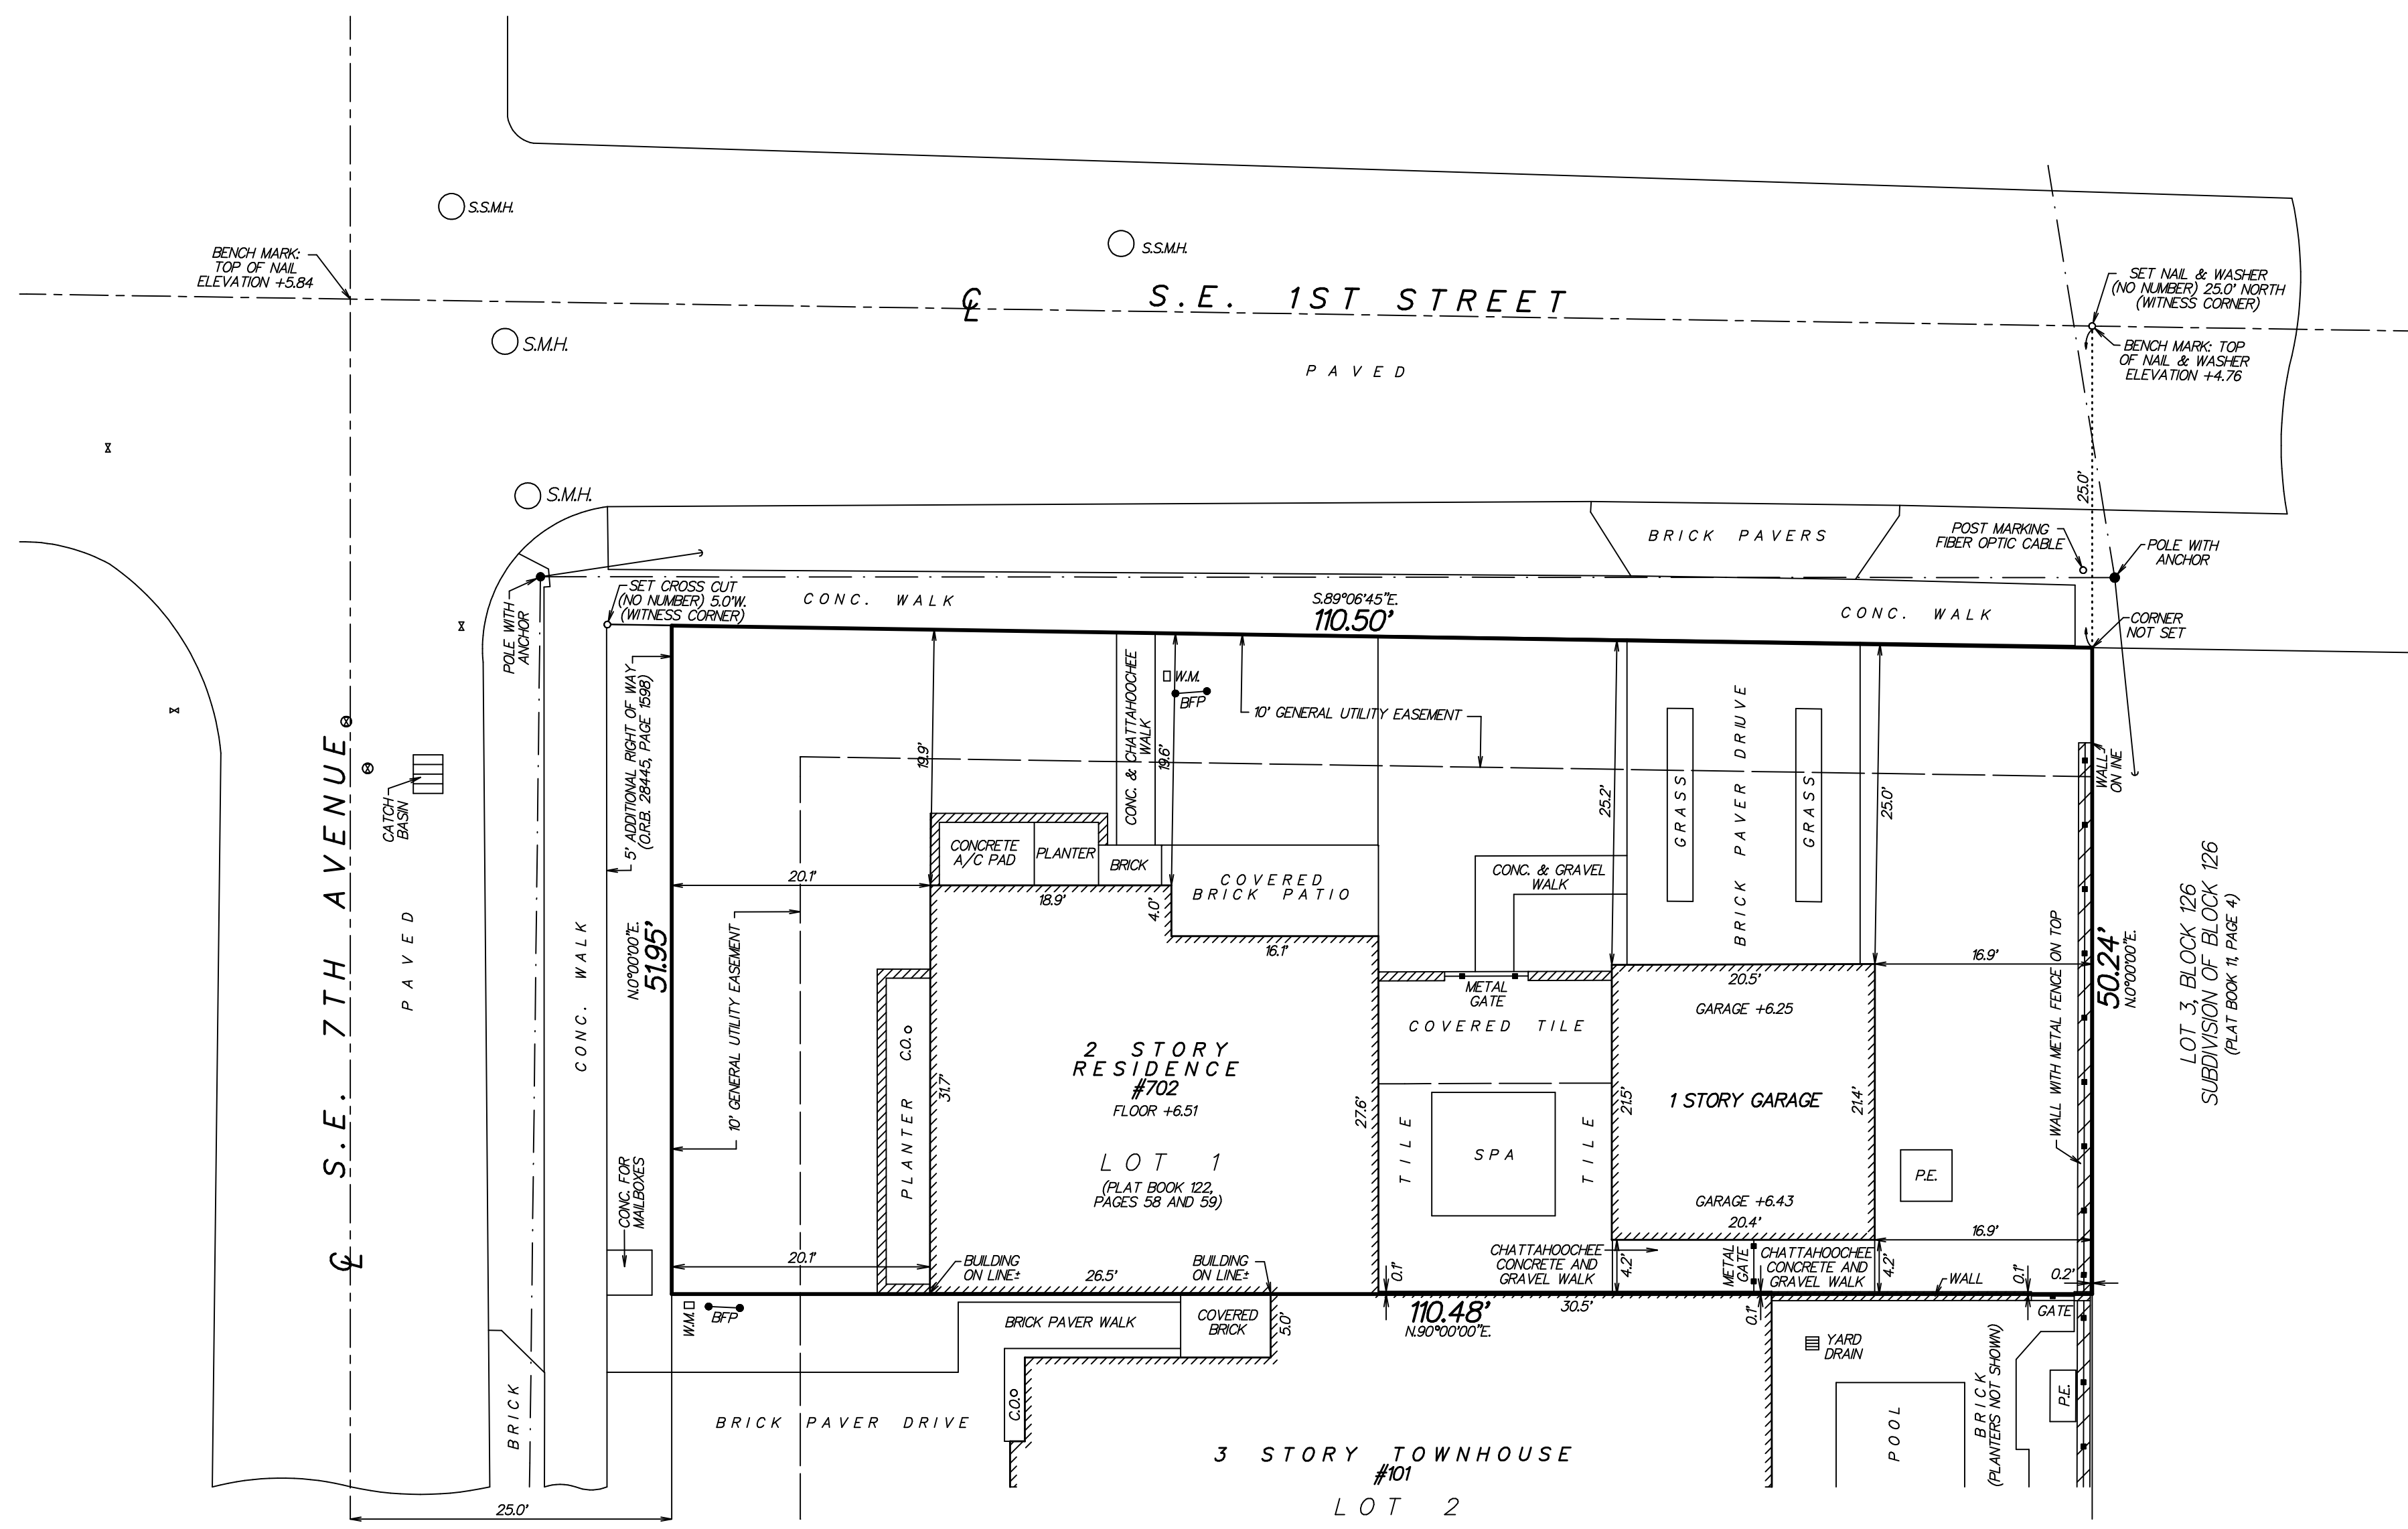 S.S.M.H.
S.S.M.H.
BENCH MARK:
TOP OF NAIL
ELEVATION +5.84
S.E. 1ST STREET
SET NAIL & WASHER
(NO NUMBER) 25.0' NORTH
(WITNESS CORNER)
S.M.H.
BENCH MARK: TOP
OF NAIL & WASHER
ELEVATION +4.76
PAVED
25.0'
S.M.H.
BRICK PAVERS
POST MARKING
FIBER OPTIC CABLE
POLE WITH
ANCHOR
POLE WITH
ANCHOR
SET CROSS CUT
(NO NUMBER) 5.0'W.
(WITNESS CORNER)
CONC. WALK
S.89°06'45"E.
110.50'
CONC. WALK
CORNER
NOT SET
5' ADDITIONAL RIGHT OF WAY
(O.R.B. 28445, PAGE 1598)
CONC. & CHATTAHOOCHEE
WALK
W.M.
BFP
10' GENERAL UTILITY EASEMENT
19.9'
19.6'
25.2'
GRASS
BRICK PAVER DRIUVE
GRASS
25.0'
WALL
ON INE
CATCH
BASIN
S.E. 7TH AVENUE
PAVED
CONC. WALK
CONCRETE
A/C PAD
PLANTER
BRICK
COVERED
BRICK PATIO
CONC. & GRAVEL
WALK
20.1'
18.9'
4.0'
16.1'
N.0°00'00"E.
51.95'
10' GENERAL UTILITY EASEMENT
METAL
GATE
20.5'
16.9'
50.24'
N.0°00'00"E.
LOT 3, BLOCK 126
SUBDIVISION OF BLOCK 126
(PLAT BOOK 11, PAGE 4)
WALL WITH METAL FENCE ON TOP
GARAGE +6.25
COVERED TILE
C.O.
PLANTER
31.7'
2 STORY
RESIDENCE
#702
FLOOR +6.51
LOT 1
(PLAT BOOK 122,
PAGES 58 AND 59)
27.6'
TILE
SPA
TILE
21.5'
1 STORY GARAGE
21.4'
P.E.
GARAGE +6.43
20.4'
16.9'
CONC. FOR
MAILBOXES
20.1'
BUILDING
ON LINE±
26.5'
BUILDING
ON LINE±
0.1'
CHATTAHOOCHEE
CONCRETE AND
GRAVEL WALK
4.2'
METAL
GATE
CHATTAHOOCHEE
CONCRETE AND
GRAVEL WALK
4.2'
WALL
0.1'
0.2'
W.M.
BFP
BRICK PAVER WALK
COVERED
BRICK
5.0'
110.48'
N.90°00'00"E.
30.5'
0.1'
GATE
YARD
DRAIN
BRICK
(PLANTERS NOT SHOWN)
P.E.
BRICK
BRICK PAVER DRIVE
C.O.
3 STORY TOWNHOUSE
#101
LOT 2
POOL
25.0'